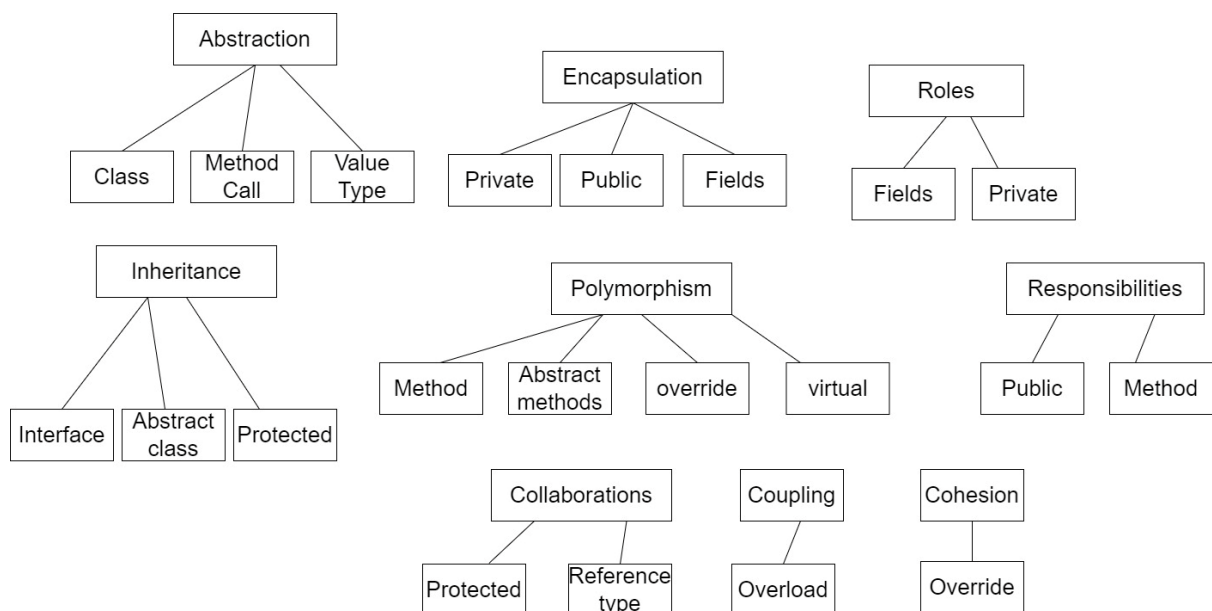 Abstraction
Encapsulation
Roles
Class
Method
Call
Value
Type
Private
Public
Fields
Fields
Private
Inheritance
Polymorphism
Responsibilities
Method
Abstract
methods
override
virtual
Public
Method
Interface
Abstract
class
Protected
Collaborations
Coupling
Cohesion
Protected
Reference
type
Overload
Override